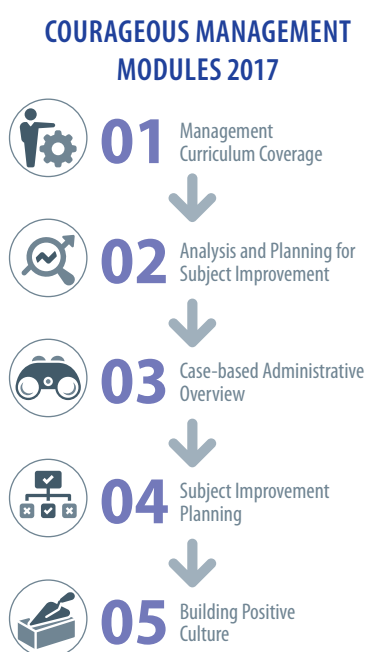 COURAGEOUS MANAGEMENT
MODULES 2017
01
Management
Curriculum Coverage
02
Analysis and Planning for
Subject Improvement
03
Case-based Administrative
Overview
04
Subject Improvement
Planning
05
Building Positive
Culture